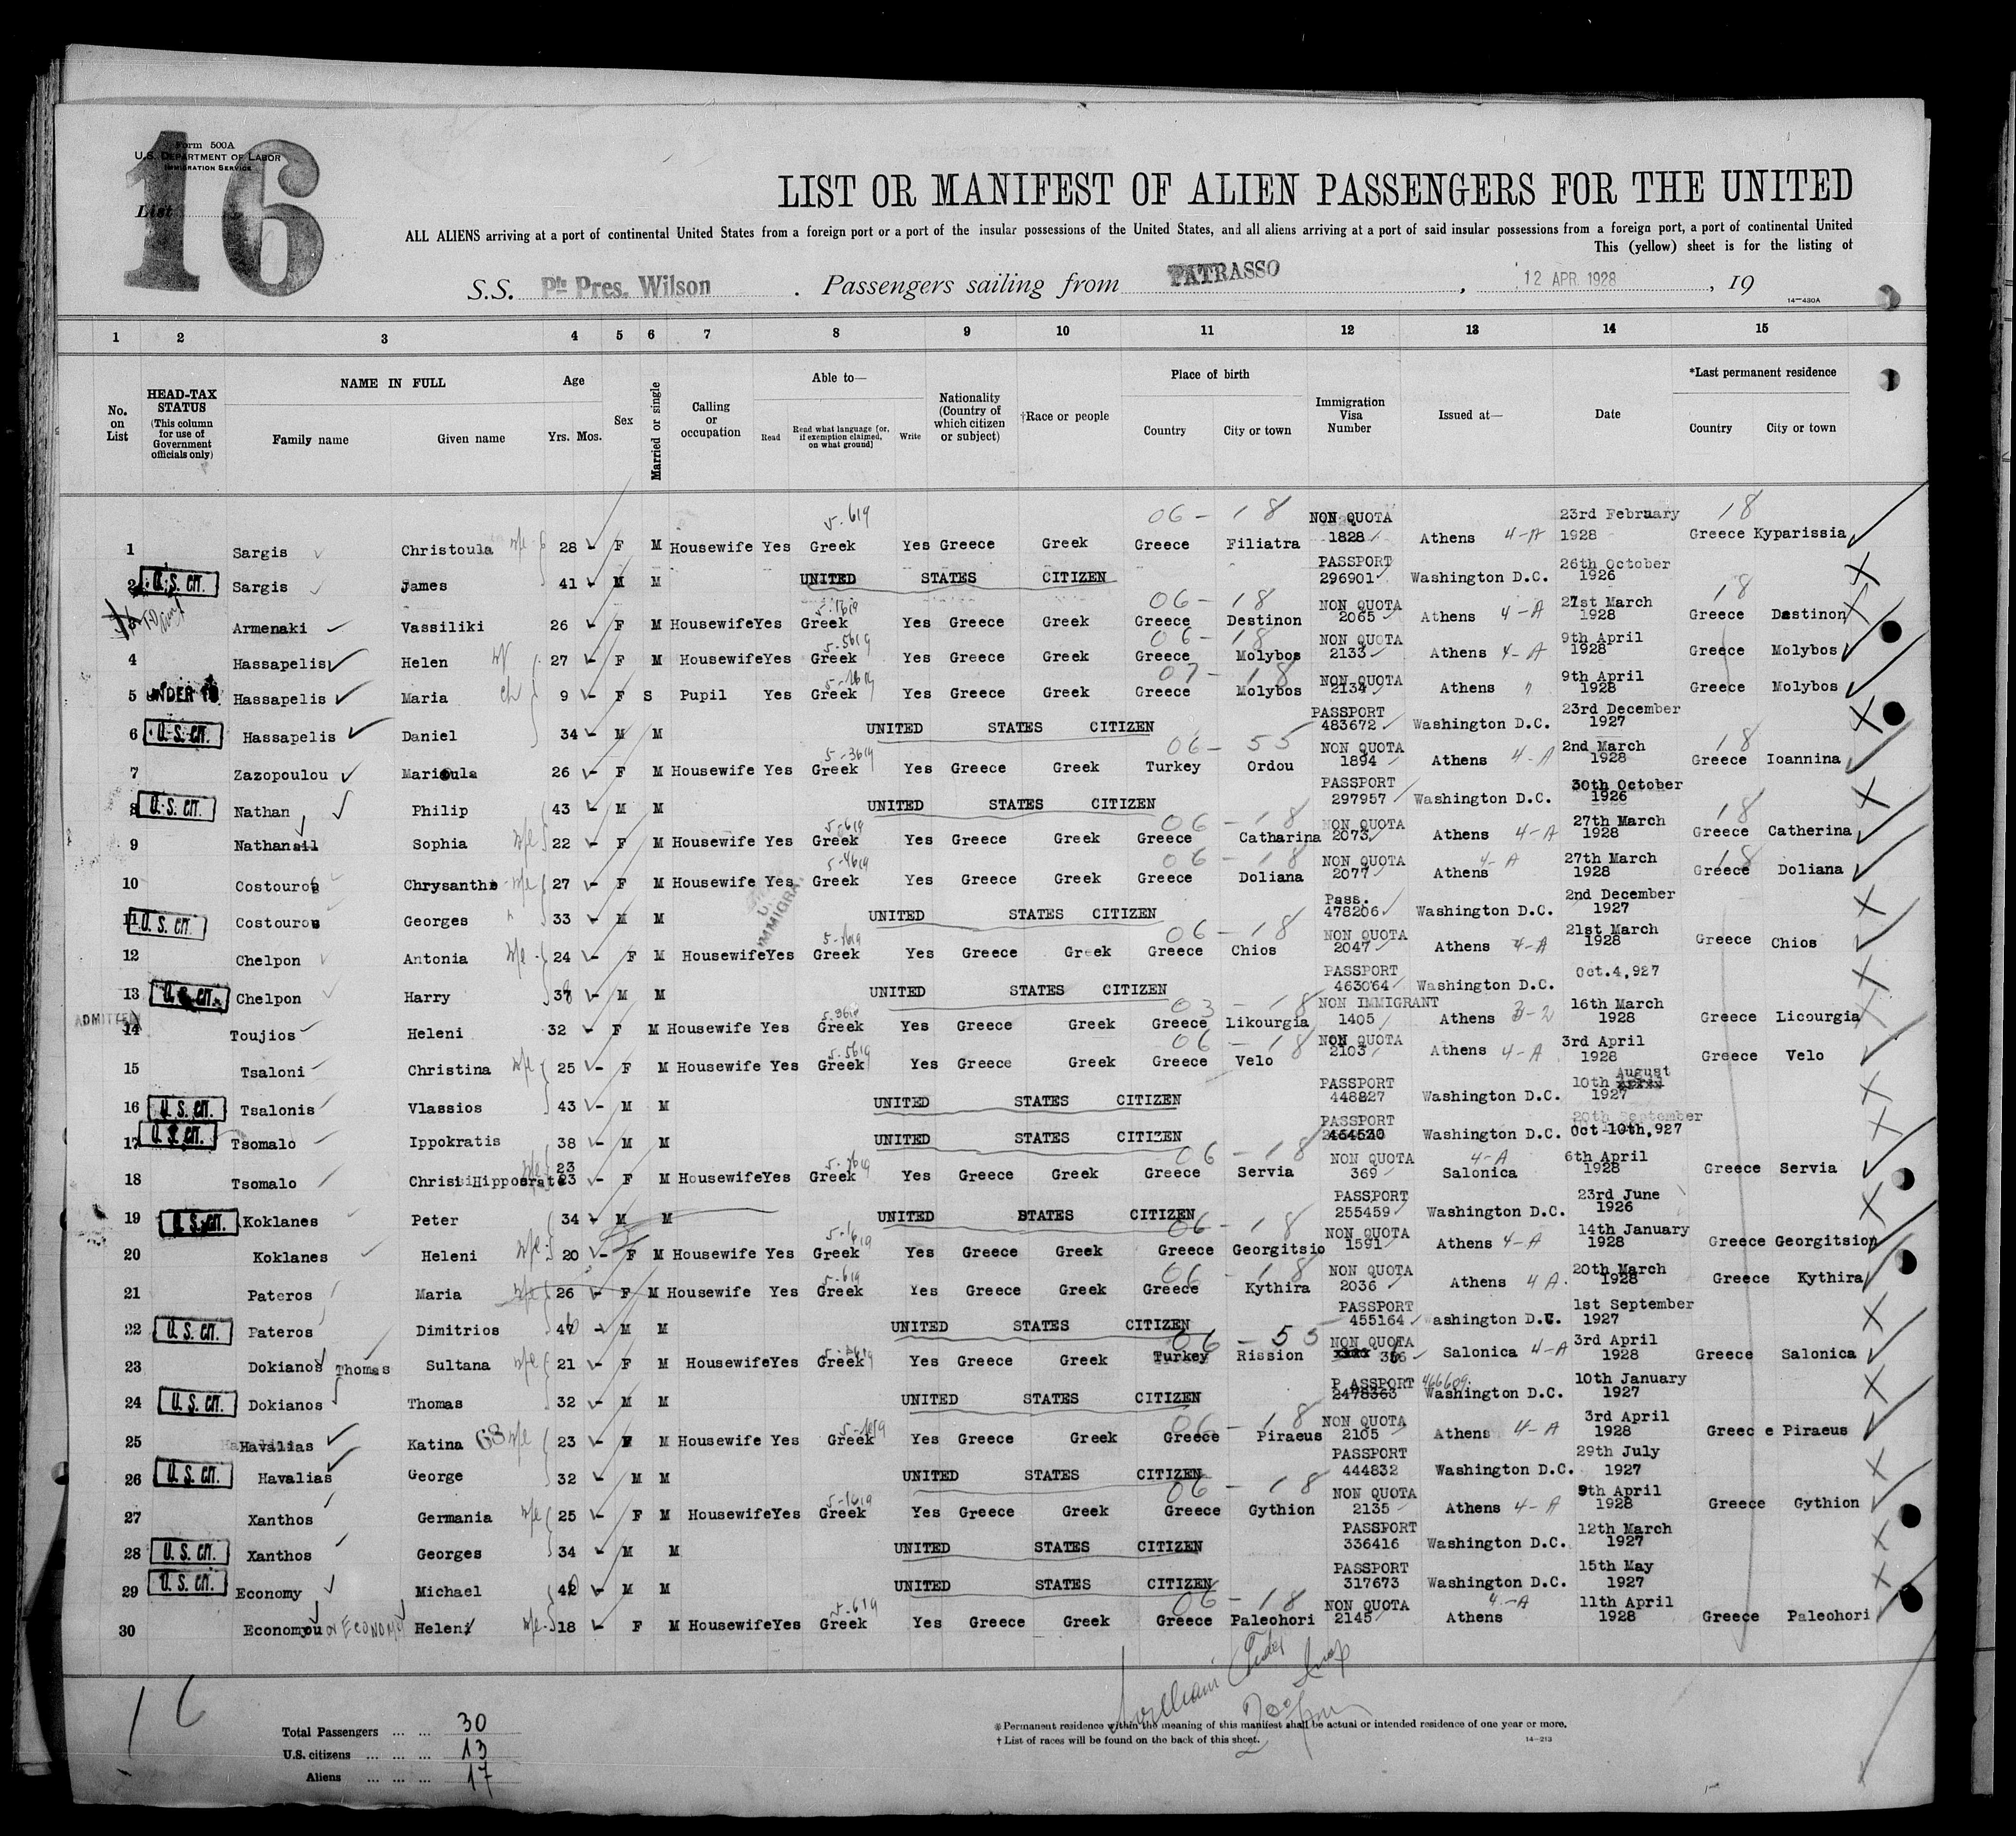 16
Form 500A
U.S. DEPARTMENT OF LABOR
IMMIGRATION SERVICE
List
LIST OR MANIFEST OF ALIEN PASSENGERS FOR THE UNITED
ALL ALIENS arriving at a port of continental United States from a foreign port or a port of the insular possessions of the United States, and all aliens arriving at a port of said insular possessions from a foreign port, a port of continental United
This (yellow) sheet is for the listing of
S.S. Pte Pres. Wilson . Passengers sailing from PATRASSO , 12 APR. 1928 , 19
14-430A
1 2 3 4 5 6 7 8 9 10 11 12 13 14 15
No. on List
HEAD-TAX STATUS (This column for use of Government officials only)
NAME IN FULL
Family name Given name
Age
Yrs. Mos.
Sex
Married or single
Calling or occupation
Able to—
Read Read what language [or, if exemption claimed, on what ground] Write
Nationality (Country of which citizen or subject)
†Race or people
Place of birth
Country City or town
Immigration Visa Number
Issued at—
Date
*Last permanent residence
Country City or town
1 Sargis Christoula 28 F M Housewife Yes Greek Yes Greece Greek Greece Filiatra NON QUOTA 1828 Athens 4-A 23rd February 1928 Greece Kyparissia
2 U.S. CIT. Sargis James 41 M M UNITED STATES CITIZEN PASSPORT 296901 Washington D.C. 26th October 1926
Armenaki Vassiliki 26 F M Housewife Yes Greek Yes Greece Greek Greece Destinon NON QUOTA 2065 Athens 4-A 21st March 1928 Greece Destinon
4 Hassapelis Helen 27 F M Housewife Yes Greek Yes Greece Greek Greece Molybos NON QUOTA 2133 Athens 4-A 9th April 1928 Greece Molybos
5 UNDER 16 Hassapelis Maria ch 9 F S Pupil Yes Greek Yes Greece Greek Greece Molybos NON QUOTA 2134 Athens " 9th April 1928 Greece Molybos
6 U.S. CIT. Hassapelis Daniel 34 M M UNITED STATES CITIZEN PASSPORT 483672 Washington D.C. 23rd December 1927
7 Zazopoulou Marioula 26 F M Housewife Yes Greek Yes Greece Greek Turkey Ordou NON QUOTA 1894 Athens 4-A 2nd March 1928 Greece Ioannina
8 U.S. CIT. Nathan Philip 43 M M UNITED STATES CITIZEN PASSPORT 297957 Washington D.C. 30th October 1926
9 Nathanail Sophia 22 F M Housewife Yes Greek Yes Greece Greek Greece Catharina NON QUOTA 2073 Athens 4-A 27th March 1928 Greece Catherina
10 Costouros Chrysanthe 27 F M Housewife Yes Greek Yes Greece Greek Greece Doliana NON QUOTA 2077 Athens 4-A 27th March 1928 Greece Doliana
11 U.S. CIT. Costouros Georges 33 M M UNITED STATES CITIZEN Pass. 478206 Washington D.C. 2nd December 1927
12 Chelpon Antonia 24 F M Housewife Yes Greek Yes Greece Greek Greece Chios NON QUOTA 2047 Athens 4-A 21st March 1928 Greece Chios
13 U.S. CIT. Chelpon Harry M M UNITED STATES CITIZEN PASSPORT 463064 Washington D.C. Oct.4,927
ADMITTED
14 Toujios Heleni 32 F M Housewife Yes Greek Yes Greece Greek Greece Likourgia NON IMMIGRANT 1405 Athens 3-2 16th March 1928 Greece Licourgia
15 Tsaloni Christina 25 F M Housewife Yes Greek Yes Greece Greek Greece Velo NON QUOTA 2103 Athens 4-A 3rd April 1928 Greece Velo
16 U.S. CIT. Tsalonis Vlassios 43 M M UNITED STATES CITIZEN PASSPORT 448827 Washington D.C. 10th August 1927
17 U.S. CIT. Tsomalo Ippokratis 38 M M UNITED STATES CITIZEN PASSPORT 464530 Washington D.C. Oct 10th,927
18 Tsomalo 23 F M Housewife Yes Greek Yes Greece Greek Greece Servia NON QUOTA 369 Salonica 4-A 6th April 1928 Greece Servia
19 U.S. CIT. Koklanes Peter 34 M M UNITED STATES CITIZEN PASSPORT 255459 Washington D.C. 23rd June 1926
20 Koklanes Heleni 20 F M Housewife Yes Greek Yes Greece Greek Greece Georgitsio NON QUOTA 1591 Athens 4-A 14th January 1928 Greece Georgitsion
21 Pateros Maria 26 F M Housewife Yes Greek Yes Greece Greek Greece Kythira NON QUOTA 2036 Athens 4 A. 20th March 1928 Greece Kythira
22 U.S. CIT. Pateros Dimitrios M M UNITED STATES CITIZEN PASSPORT 455164 Washington D.C. 1st September 1927
23 Dokianos Thomas Sultana 21 F M Housewife Yes Greek Yes Greece Greek Turkey Rission NON QUOTA Salonica 4-A 3rd April 1928 Greece Salonica
24 U.S. CIT. Dokianos Thomas 32 M M UNITED STATES CITIZEN PASSPORT 466609 2478363 Washington D.C. 10th January 1927
25 Havalias Katina 68 23 F M Housewife Yes Greek Yes Greece Greek Greece Piraeus NON QUOTA 2105 Athens 4-A 3rd April 1928 Greece Piraeus
26 U.S. CIT. Havalias George 32 M M UNITED STATES CITIZEN PASSPORT 444832 Washington D.C. 29th July 1927
27 Xanthos Germania 25 F M Housewife Yes Greek Yes Greece Greek Greece Gythion NON QUOTA 2135 Athens 4-A 9th April 1928 Greece Gythion
28 U.S. CIT. Xanthos Georges 34 M M UNITED STATES CITIZEN PASSPORT 336416 Washington D.C. 12th March 1927
29 U.S. CIT. Economy Michael M M UNITED STATES CITIZEN PASSPORT 317673 Washington D.C. 15th May 1927
30 Economou or ECONOMY Helen 18 F M Housewife Yes Greek Yes Greece Greek Greece Paleohori NON QUOTA 2145 Athens 4-A 11th April 1928 Greece Paleohori
16
Total Passengers ... ... 30
U.S. citizens ... ... ... 13
Aliens ... ... ... 17
* Permanent residence within the meaning of this manifest shall be actual or intended residence of one year or more.
† List of races will be found on the back of this sheet.
14-213